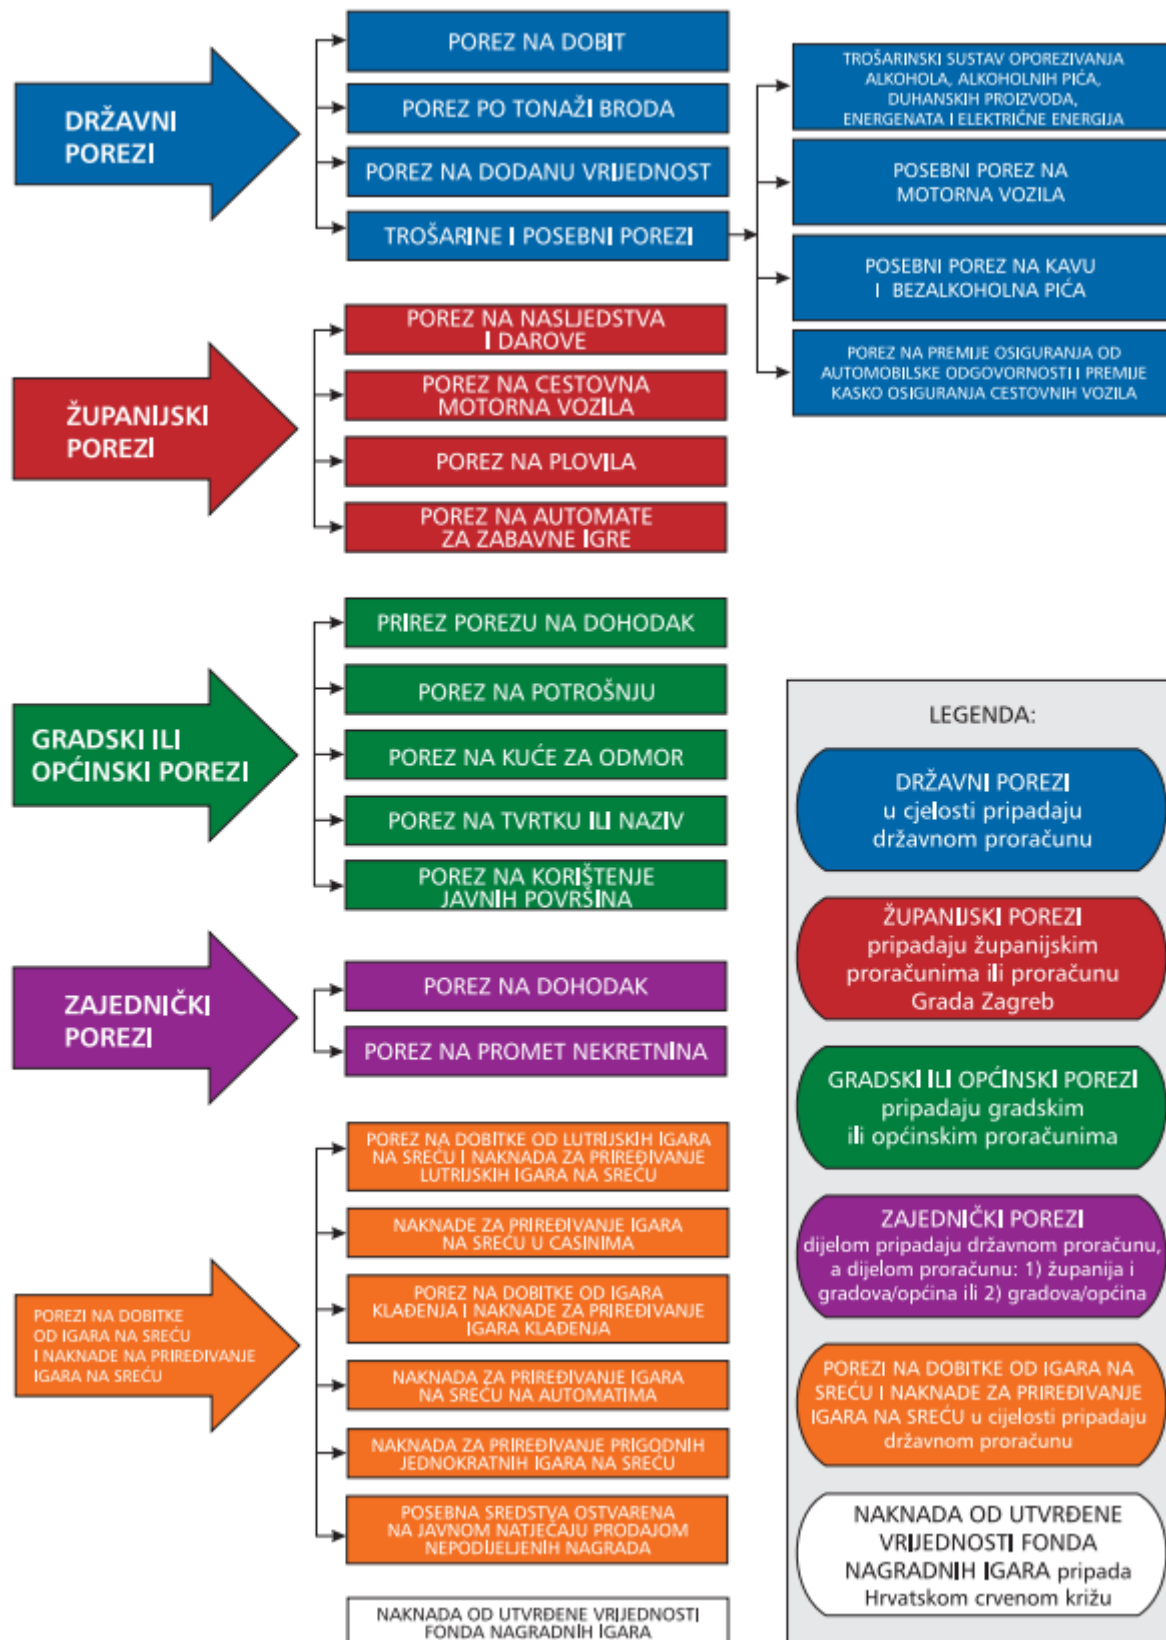 DRŽAVNI
POREZI
POREZ NA DOBIT
POREZ PO TONAŽI BRODA
POREZ NA DODANU VRIJEDNOST
TROŠARINE I POSEBNI POREZI
TROŠARINSKI SUSTAV OPOREZIVANJA
ALKOHOLA, ALKOHOLNIH PIĆA,
DUHANSKIH PROIZVODA,
ENERGENATA I ELEKTRIČNE ENERGIJA
POSEBNI POREZ NA
MOTORNA VOZILA
POSEBNI POREZ NA KAVU
I BEZALKOHOLNA PIĆA
POREZ NA PREMIJE OSIGURANJA OD
AUTOMOBILSKE ODGOVORNOSTI I PREMIJE
KASKO OSIGURANJA CESTOVNIH VOZILA
ŽUPANIJSKI
POREZI
POREZ NA NASLJEDSTVA
I DAROVE
POREZ NA CESTOVNA
MOTORNA VOZILA
POREZ NA PLOVILA
POREZ NA AUTOMATE
ZA ZABAVNE IGRE
GRADSKI ILI
OPĆINSKI POREZI
PRIREZ POREZU NA DOHODAK
POREZ NA POTROŠNJU
POREZ NA KUĆE ZA ODMOR
POREZ NA TVRTKU ILI NAZIV
POREZ NA KORIŠTENJE
JAVNIH POVRŠINA
ZAJEDNIČKI
POREZI
POREZ NA DOHODAK
POREZ NA PROMET NEKRETNINA
POREZI NA DOBITKE
OD IGARA NA SREĆU
I NAKNADE NA PRIREĐIVANJE
IGARA NA SREĆU
POREZ NA DOBITKE OD LUTRIJSKIH IGARA
NA SREĆU I NAKNADA ZA PRIREĐIVANJE
LUTRIJSKIH IGARA NA SREĆU
NAKNADE ZA PRIREĐIVANJE IGARA
NA SREĆU U CASINIMA
POREZ NA DOBITKE OD IGARA
KLAĐENJA I NAKNADE ZA PRIREĐIVANJE
IGARA KLAĐENJA
NAKNADA ZA PRIREĐIVANJE IGARA
NA SREĆU NA AUTOMATIMA
NAKNADA ZA PRIREĐIVANJE PRIGODNIH
JEDNOKRATNIH IGARA NA SREĆU
POSEBNA SREDSTVA OSTVARENA
NA JAVNOM NATJEČAJU PRODAJOM
NEPODIJELJENIH NAGRADA
NAKNADA OD UTVRĐENE VRIJEDNOSTI
FONDA NAGRADNIH IGARA
LEGENDA:
DRŽAVNI POREZI
u cjelosti pripadaju
državnom proračunu
ŽUPANIJSKI POREZI
pripadaju županijskim
proračunima ili proračunu
Grada Zagreb
GRADSKI ILI OPĆINSKI POREZI
pripadaju gradskim
ili općinskim proračunima
ZAJEDNIČKI POREZI
dijelom pripadaju državnom proračunu,
a dijelom proračunu: 1) županija i
gradova/općina ili 2) gradova/općina
POREZI NA DOBITKE OD IGARA NA
SREĆU I NAKNADE ZA PRIREĐIVANJE
IGARA NA SREĆU u cijelosti pripadaju
državnom proračunu
NAKNADA OD UTVRĐENE
VRIJEDNOSTI FONDA
NAGRADNIH IGARA pripada
Hrvatskom crvenom križu